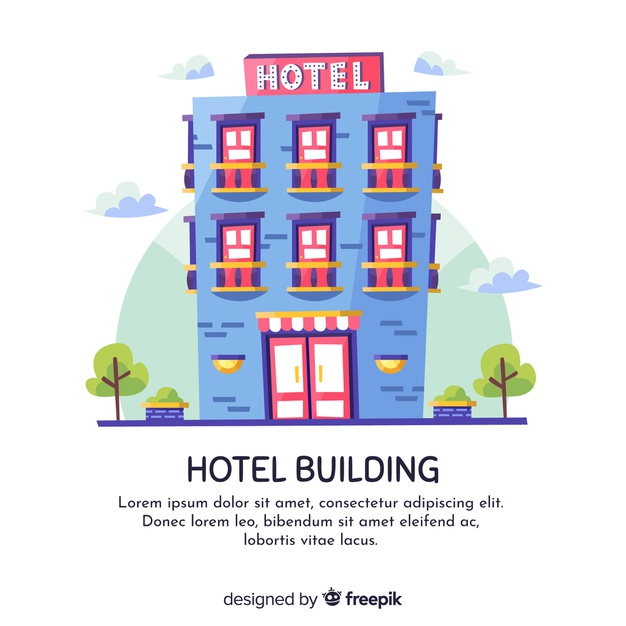 HOTEL
HOTEL BUILDING
Lorem ipsum dolor sit amet, consectetur adipiscing elit.
Donec lorem leo, bibendum sit amet eleifend ac,
lobortis vitae lacus.
designed by freepik